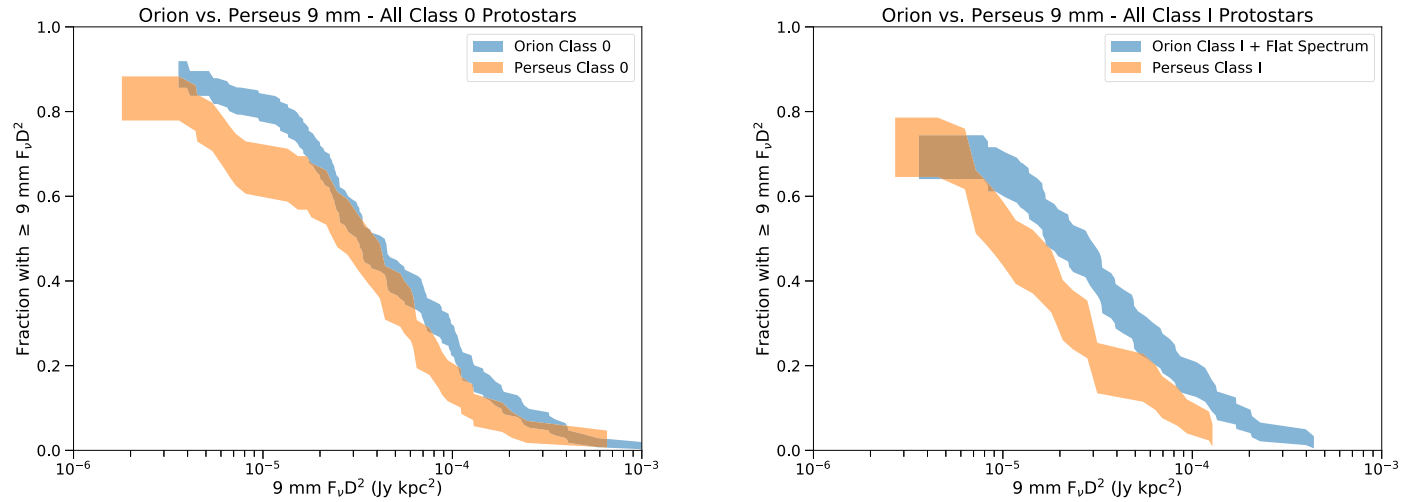 Orion vs. Perseus 9 mm - All Class 0 Protostars
Orion Class 0
Perseus Class 0
Fraction with ≥ 9 mm FνD²
1.0
0.8
0.6
0.4
0.2
0.0
10⁻⁶
10⁻⁵
10⁻⁴
10⁻³
9 mm FνD² (Jy kpc²)
Orion vs. Perseus 9 mm - All Class I Protostars
Orion Class I + Flat Spectrum
Perseus Class I
Fraction with ≥ 9 mm FνD²
1.0
0.8
0.6
0.4
0.2
0.0
10⁻⁶
10⁻⁵
10⁻⁴
10⁻³
9 mm FνD² (Jy kpc²)